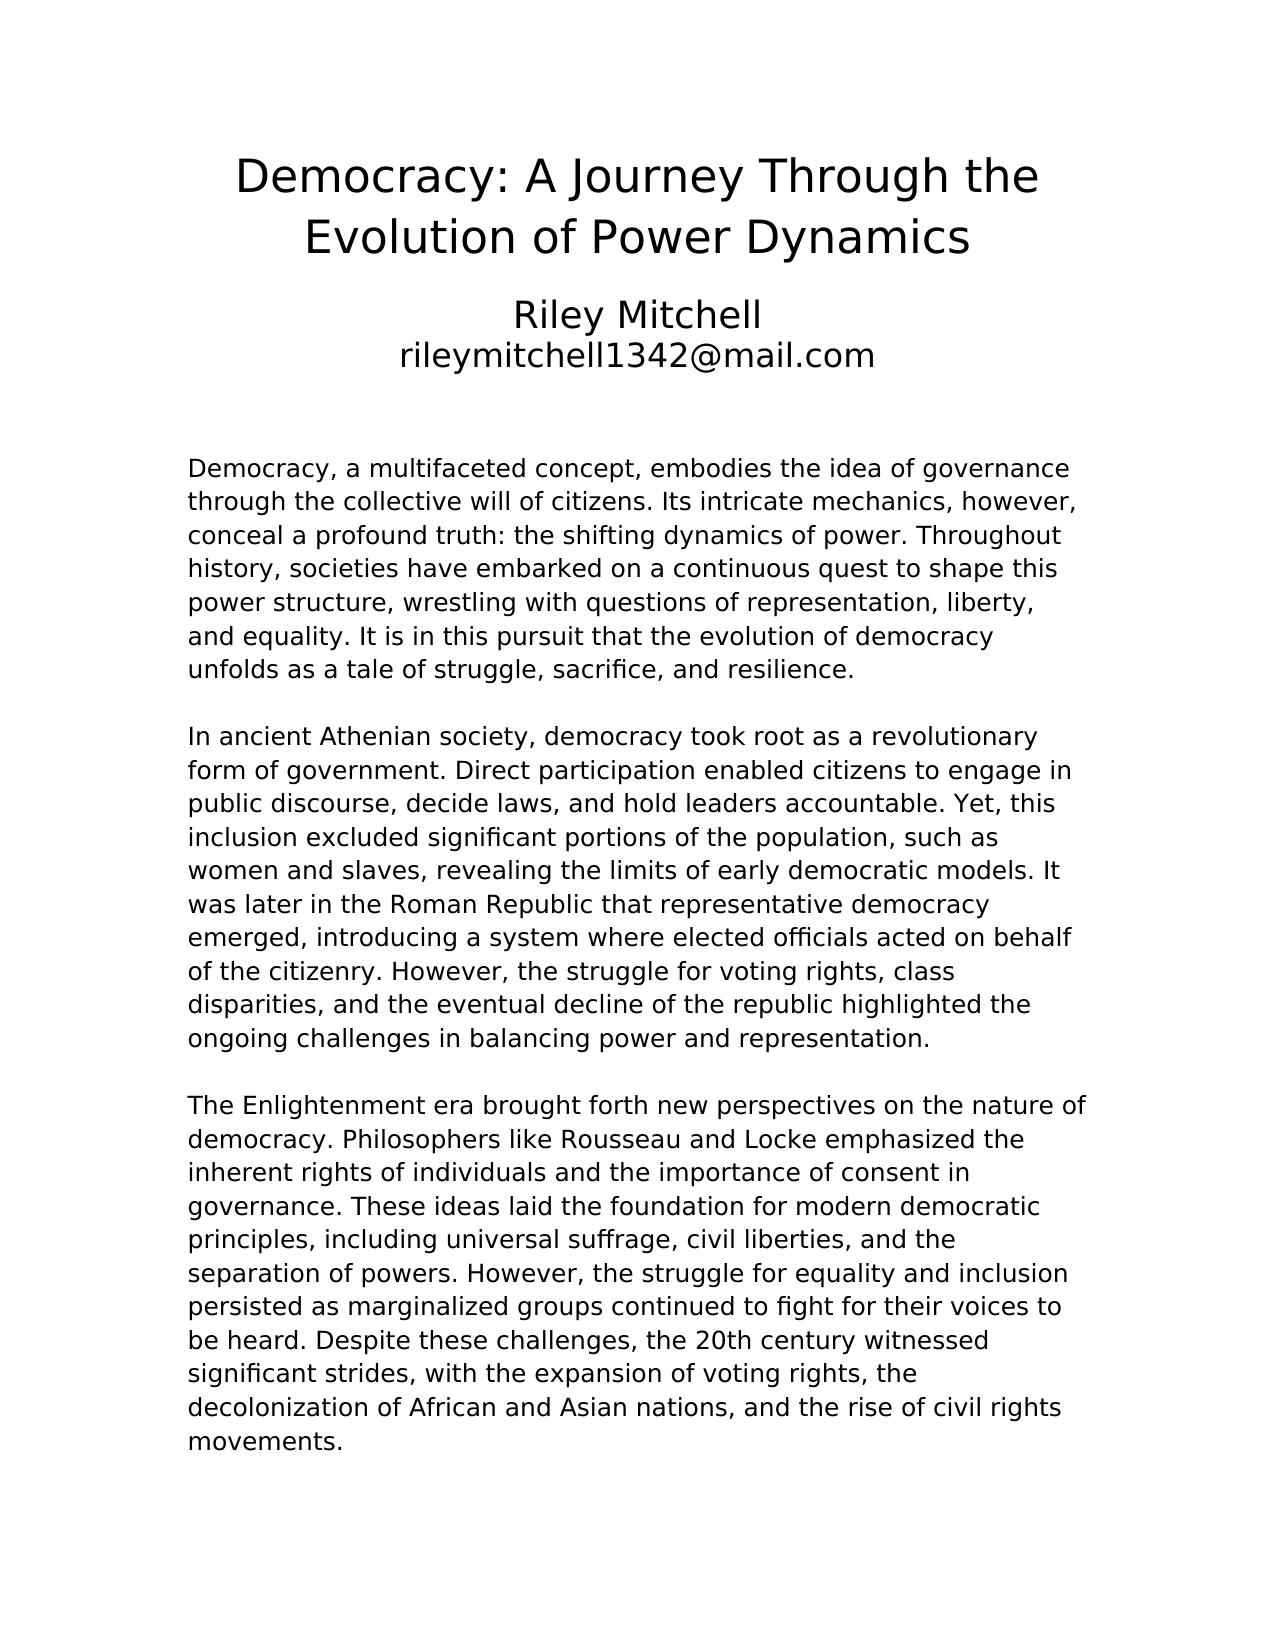 Democracy: A Journey Through the
Evolution of Power Dynamics
Riley Mitchell
rileymitchell1342@mail.com
Democracy, a multifaceted concept, embodies the idea of governance
through the collective will of citizens. Its intricate mechanics, however,
conceal a profound truth: the shifting dynamics of power. Throughout
history, societies have embarked on a continuous quest to shape this
power structure, wrestling with questions of representation, liberty,
and equality. It is in this pursuit that the evolution of democracy
unfolds as a tale of struggle, sacrifice, and resilience.
In ancient Athenian society, democracy took root as a revolutionary
form of government. Direct participation enabled citizens to engage in
public discourse, decide laws, and hold leaders accountable. Yet, this
inclusion excluded significant portions of the population, such as
women and slaves, revealing the limits of early democratic models. It
was later in the Roman Republic that representative democracy
emerged, introducing a system where elected officials acted on behalf
of the citizenry. However, the struggle for voting rights, class
disparities, and the eventual decline of the republic highlighted the
ongoing challenges in balancing power and representation.
The Enlightenment era brought forth new perspectives on the nature of
democracy. Philosophers like Rousseau and Locke emphasized the
inherent rights of individuals and the importance of consent in
governance. These ideas laid the foundation for modern democratic
principles, including universal suffrage, civil liberties, and the
separation of powers. However, the struggle for equality and inclusion
persisted as marginalized groups continued to fight for their voices to
be heard. Despite these challenges, the 20th century witnessed
significant strides, with the expansion of voting rights, the
decolonization of African and Asian nations, and the rise of civil rights
movements.